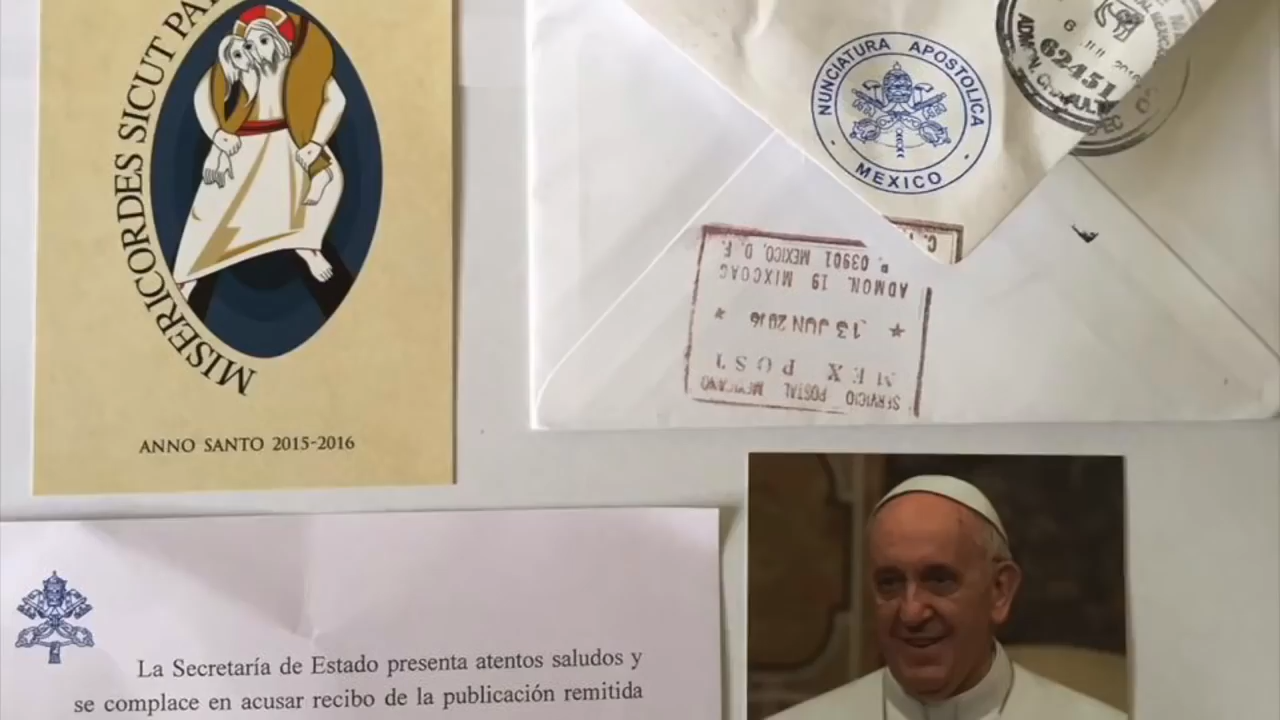 MISERICORDES SICUT PA
ANNO SANTO 2015-2016
NUNCIATURA APOSTOLICA
MEXICO
62451
SERVICIO POSTAL MEXICANO
MEX POST
★ 13 JUN 2016 ★
ADMON. 19 MIXCOAC
P. 03901 MEXICO, D. F.
La Secretaría de Estado presenta atentos saludos y
se complace en acusar recibo de la publicación remitida